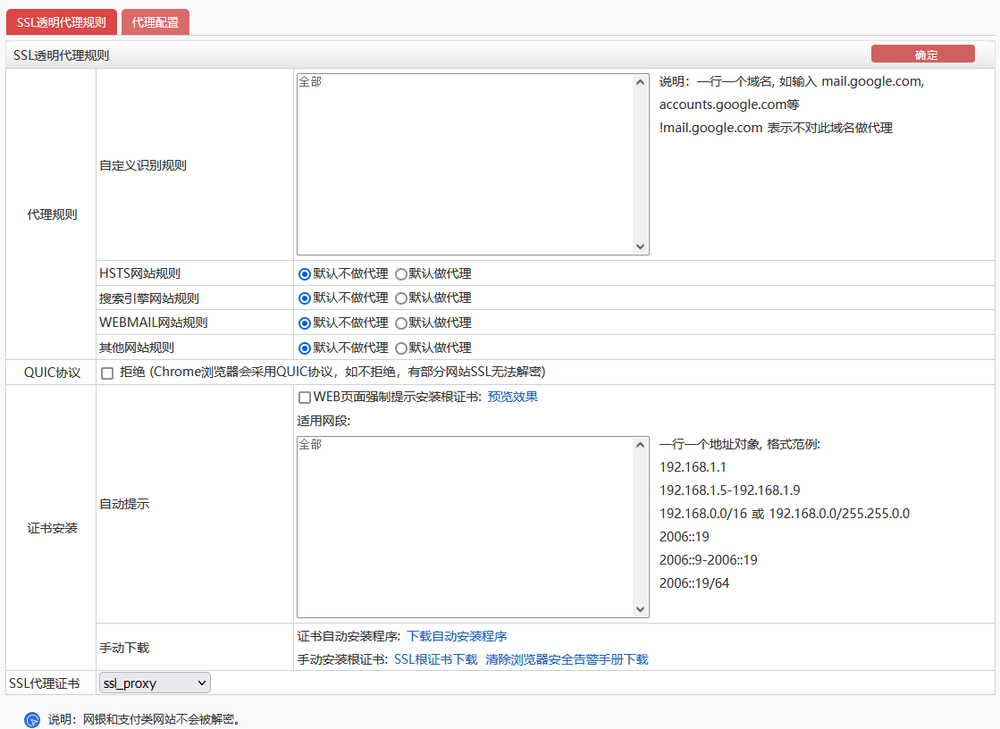 SSL透明代理规则 代理配置
SSL透明代理规则 确定
代理规则
自定义识别规则
全部
说明：一行一个域名, 如输入 mail.google.com,
accounts.google.com等
!mail.google.com 表示不对此域名做代理
HSTS网站规则 默认不做代理 默认做代理
搜索引擎网站规则 默认不做代理 默认做代理
WEBMAIL网站规则 默认不做代理 默认做代理
其他网站规则 默认不做代理 默认做代理
QUIC协议 拒绝 (Chrome浏览器会采用QUIC协议，如不拒绝，有部分网站SSL无法解密)
证书安装
自动提示
WEB页面强制提示安装根证书: 预览效果
适用网段:
全部
一行一个地址对象, 格式范例:
192.168.1.1
192.168.1.5-192.168.1.9
192.168.0.0/16 或 192.168.0.0/255.255.0.0
2006::19
2006::9-2006::19
2006::19/64
手动下载
证书自动安装程序: 下载自动安装程序
手动安装根证书: SSL根证书下载 清除浏览器安全告警手册下载
SSL代理证书 ssl_proxy
说明：网银和支付类网站不会被解密。